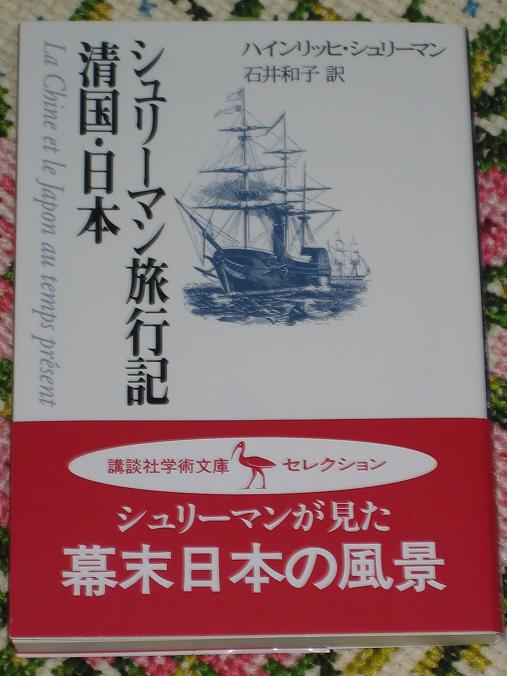 ハインリッヒ・シュリーマン
石井和子 訳
シュリーマン旅行記
清国・日本
La Chine et le Japon au temps présent
講談社学術文庫 セレクション
シュリーマンが見た
幕末日本の風景